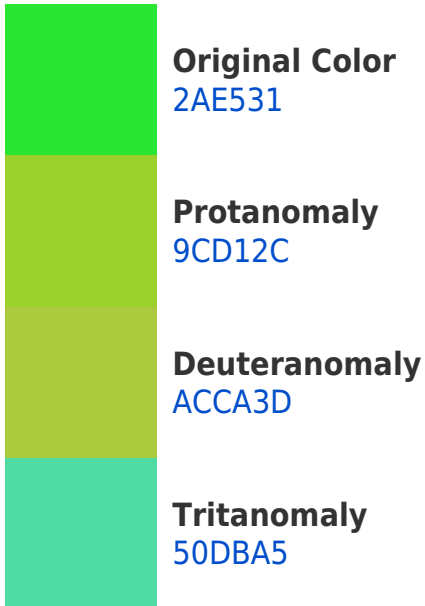 Original Color
2AE531
Protanomaly
9CD12C
Deuteranomaly
ACCA3D
Tritanomaly
50DBA5